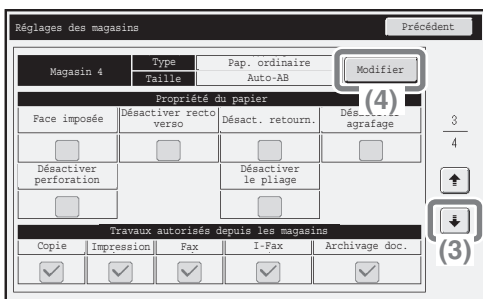 Réglages des magasins
Précédent
Magasin 4
Type
Pap. ordinaire
Taille
Auto-AB
Modifier
(4)
Propriété du papier
Face imposée
Désactiver recto
verso
Désact. retourn.
agrafage
Désactiver
perforation
Désactiver
le pliage
3
4
(3)
Travaux autorisés depuis les magasins
Copie
Impression
Fax
I-Fax
Archivage doc.